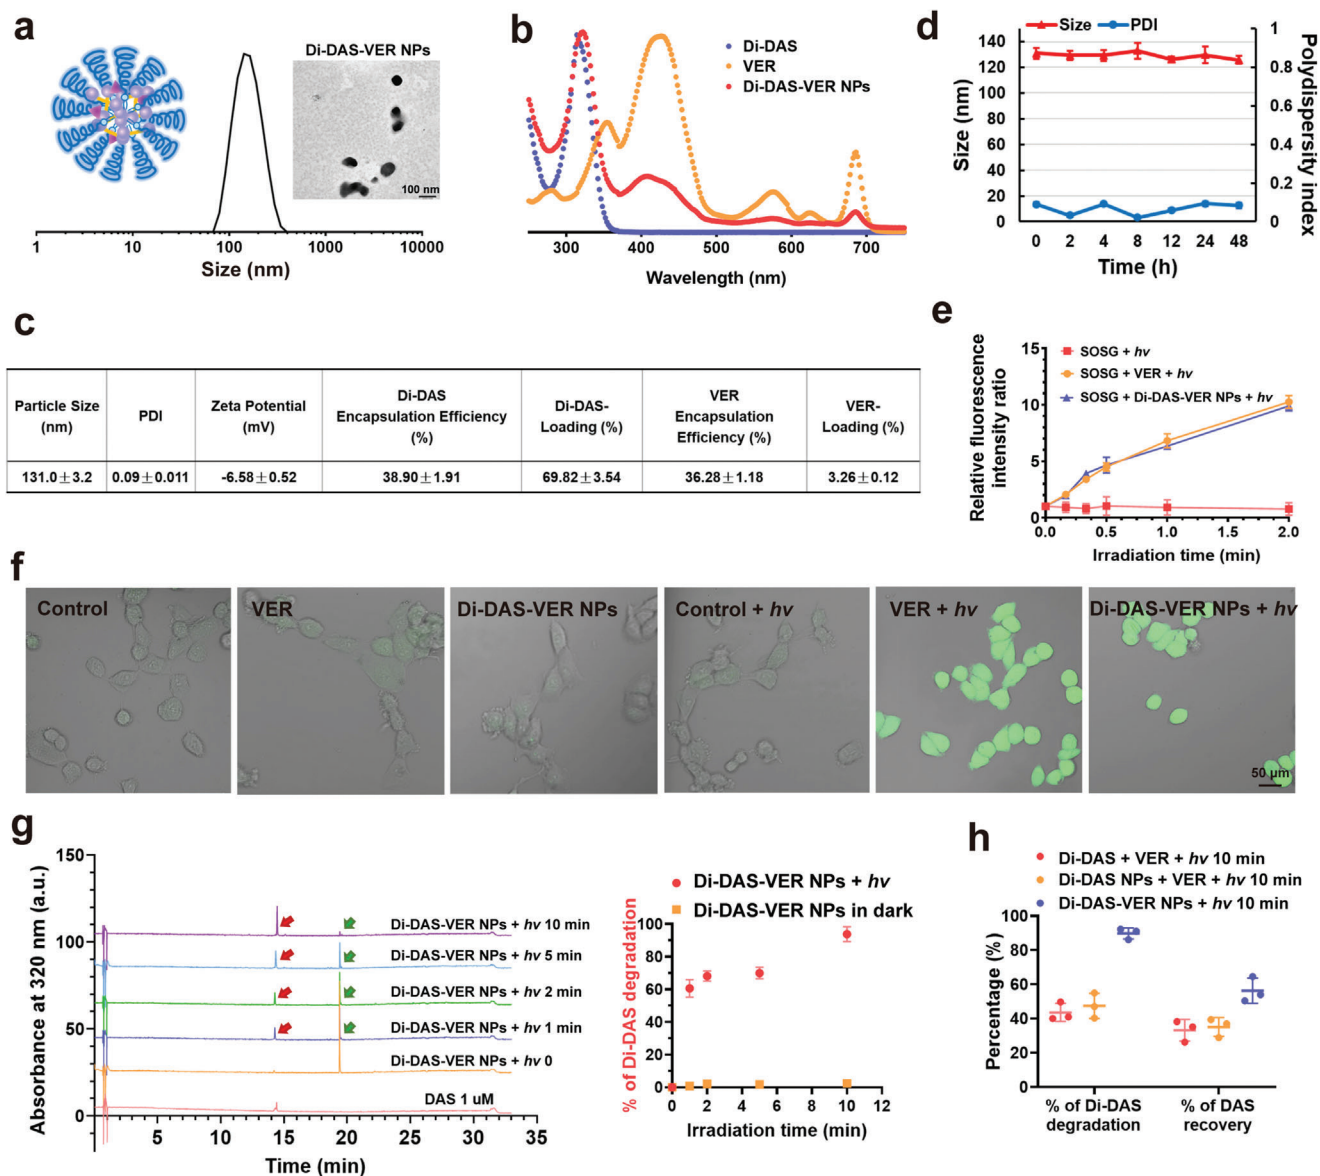 a
Di-DAS-VER NPs
100 nm
1
10
100
1000
10000
Size (nm)
b
Di-DAS
VER
Di-DAS-VER NPs
300
400
500
600
700
Wavelength (nm)
c
Particle Size (nm)
PDI
Zeta Potential (mV)
Di-DAS Encapsulation Efficiency (%)
Di-DAS-Loading (%)
VER Encapsulation Efficiency (%)
VER-Loading (%)
131.0±3.2
0.09±0.011
-6.58±0.52
38.90±1.91
69.82±3.54
36.28±1.18
3.26±0.12
d
Size
PDI
140
120
100
80
60
40
20
0
Size (nm)
1
0.8
0.6
0.4
0.2
0
Polydispersity index
0
2
4
8
12
24
48
Time (h)
e
SOSG + hv
SOSG + VER + hv
SOSG + Di-DAS-VER NPs + hv
15
10
5
0
Relative fluorescence
intensity ratio
0.0
0.5
1.0
1.5
2.0
Irradiation time (min)
f
Control
VER
Di-DAS-VER NPs
Control + hv
VER + hv
Di-DAS-VER NPs + hv
50 µm
g
Absorbance at 320 nm (a.u.)
150
100
50
0
Di-DAS-VER NPs + hv 10 min
Di-DAS-VER NPs + hv 5 min
Di-DAS-VER NPs + hv 2 min
Di-DAS-VER NPs + hv 1 min
Di-DAS-VER NPs + hv 0
DAS 1 uM
5
10
15
20
25
30
35
Time (min)
Di-DAS-VER NPs + hv
Di-DAS-VER NPs in dark
% of Di-DAS degradation
100
80
60
40
20
0
0
2
4
6
8
10
12
Irradiation time (min)
h
Di-DAS + VER + hv 10 min
Di-DAS NPs + VER + hv 10 min
Di-DAS-VER NPs + hv 10 min
Percentage (%)
100
80
60
40
20
0
% of Di-DAS
degradation
% of DAS
recovery